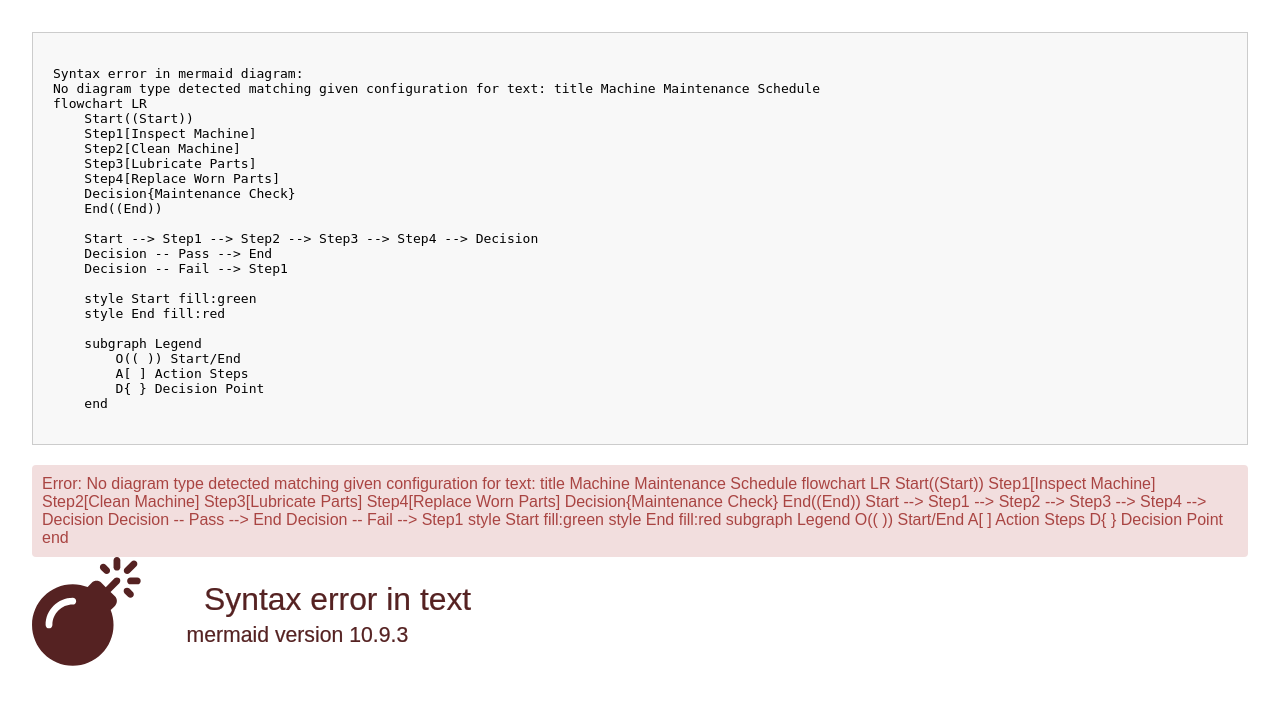 Syntax error in mermaid diagram:
No diagram type detected matching given configuration for text: title Machine Maintenance Schedule
flowchart LR
    Start((Start))
    Step1[Inspect Machine]
    Step2[Clean Machine]
    Step3[Lubricate Parts]
    Step4[Replace Worn Parts]
    Decision{Maintenance Check}
    End((End))

    Start --> Step1 --> Step2 --> Step3 --> Step4 --> Decision
    Decision -- Pass --> End
    Decision -- Fail --> Step1

    style Start fill:green
    style End fill:red

    subgraph Legend
        O(( )) Start/End
        A[ ] Action Steps
        D{ } Decision Point
    end

Error: No diagram type detected matching given configuration for text: title Machine Maintenance Schedule flowchart LR Start((Start)) Step1[Inspect Machine]
Step2[Clean Machine] Step3[Lubricate Parts] Step4[Replace Worn Parts] Decision{Maintenance Check} End((End)) Start --> Step1 --> Step2 --> Step3 --> Step4 -->
Decision Decision -- Pass --> End Decision -- Fail --> Step1 style Start fill:green style End fill:red subgraph Legend O(( )) Start/End A[ ] Action Steps D{ } Decision Point
end
Syntax error in text
mermaid version 10.9.3